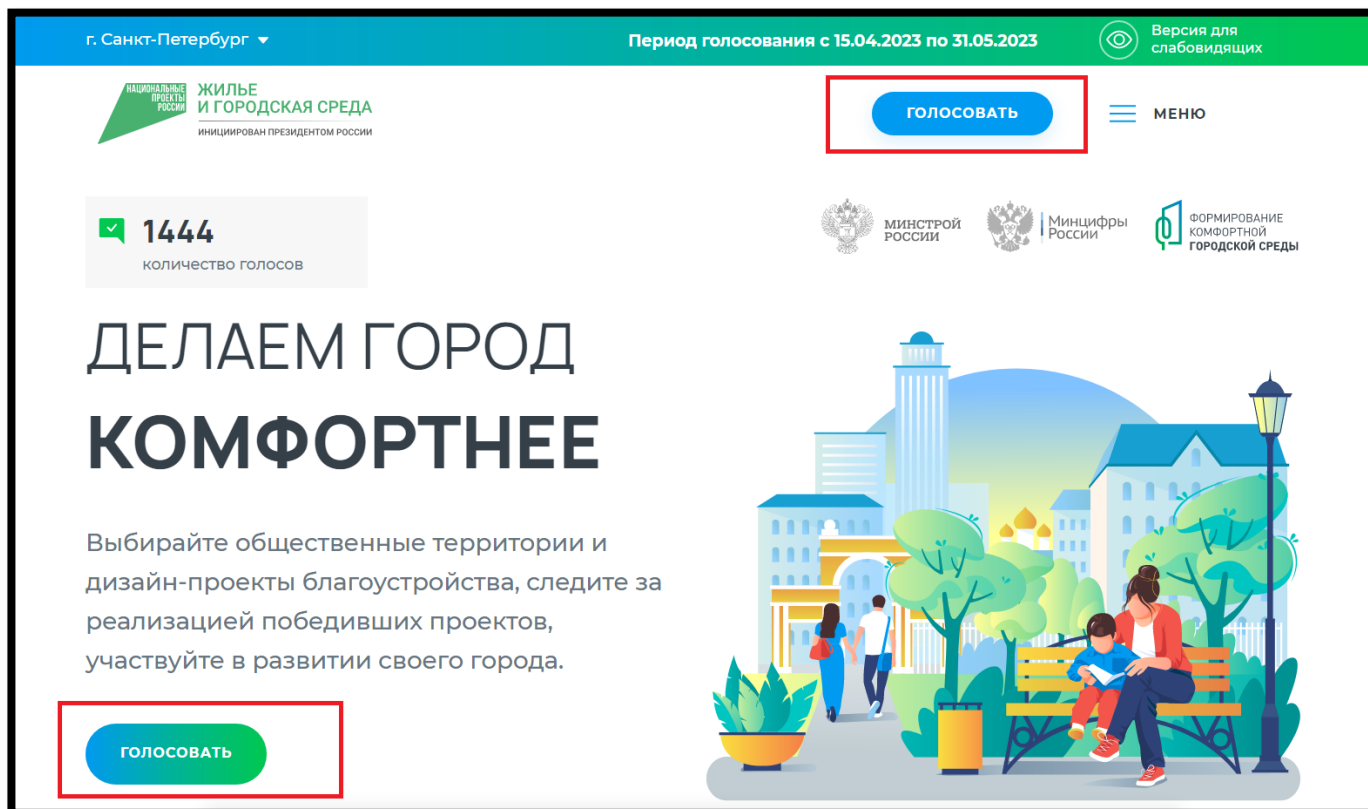 г. Санкт-Петербург
Период голосования с 15.04.2023 по 31.05.2023
Версия для
слабовидящих
НАЦИОНАЛЬНЫЕ
ПРОЕКТЫ
РОССИИ
ЖИЛЬЕ
И ГОРОДСКАЯ СРЕДА
ИНИЦИИРОВАН ПРЕЗИДЕНТОМ РОССИИ
ГОЛОСОВАТЬ
МЕНЮ
1444
количество голосов
МИНСТРОЙ
РОССИИ
Минцифры
России
ФОРМИРОВАНИЕ
КОМФОРТНОЙ
ГОРОДСКОЙ СРЕДЫ
ДЕЛАЕМ ГОРОД
КОМФОРТНЕЕ
Выбирайте общественные территории и
дизайн-проекты благоустройства, следите за
реализацией победивших проектов,
участвуйте в развитии своего города.
ГОЛОСОВАТЬ